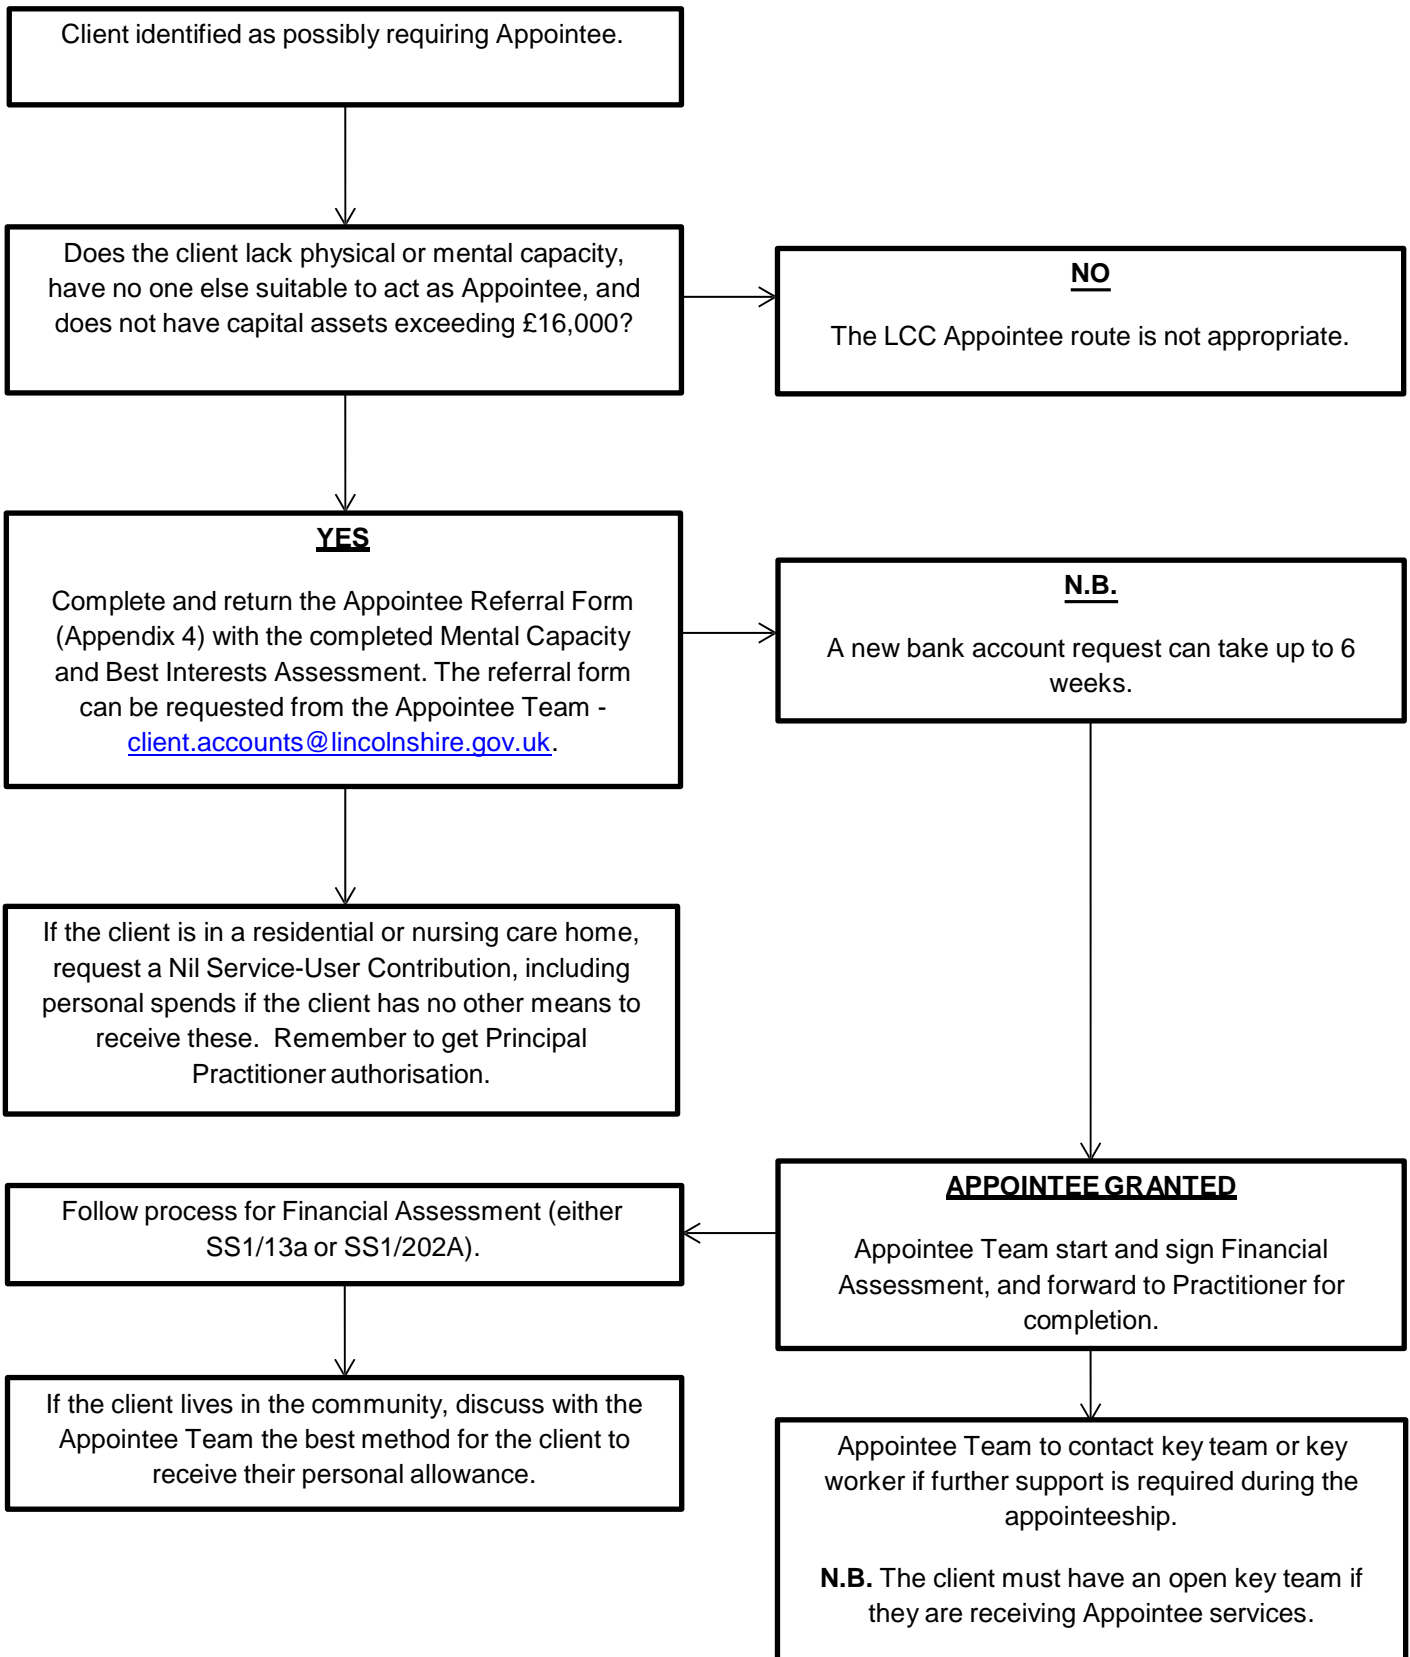 Client identified as possibly requiring Appointee.
Does the client lack physical or mental capacity,
have no one else suitable to act as Appointee, and
does not have capital assets exceeding £16,000?
NO
The LCC Appointee route is not appropriate.
YES
Complete and return the Appointee Referral Form
(Appendix 4) with the completed Mental Capacity
and Best Interests Assessment. The referral form
can be requested from the Appointee Team -
client.accounts@lincolnshire.gov.uk.
N.B.
A new bank account request can take up to 6
weeks.
If the client is in a residential or nursing care home,
request a Nil Service-User Contribution, including
personal spends if the client has no other means to
receive these.  Remember to get Principal
Practitioner authorisation.
APPOINTEE GRANTED
Appointee Team start and sign Financial
Assessment, and forward to Practitioner for
completion.
Follow process for Financial Assessment (either
SS1/13a or SS1/202A).
If the client lives in the community, discuss with the
Appointee Team the best method for the client to
receive their personal allowance.
Appointee Team to contact key team or key
worker if further support is required during the
appointeeship.
N.B. The client must have an open key team if
they are receiving Appointee services.